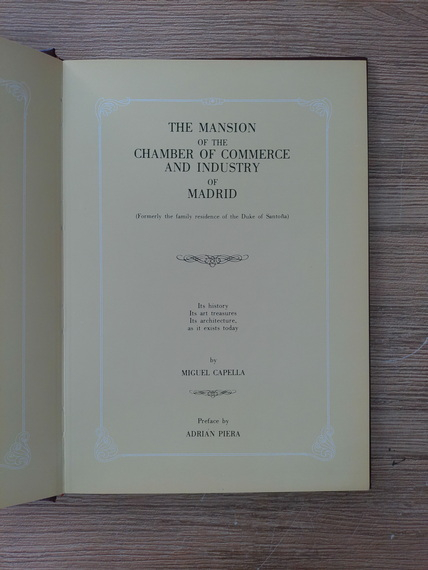 THE MANSION
OF THE
CHAMBER OF COMMERCE
AND INDUSTRY
OF
MADRID
(Formerly the family residence of the Duke of Santoña)
Its history
Its art treasures
Its architecture,
as it exists today
by
MIGUEL CAPELLA
Preface by
ADRIAN PIERA